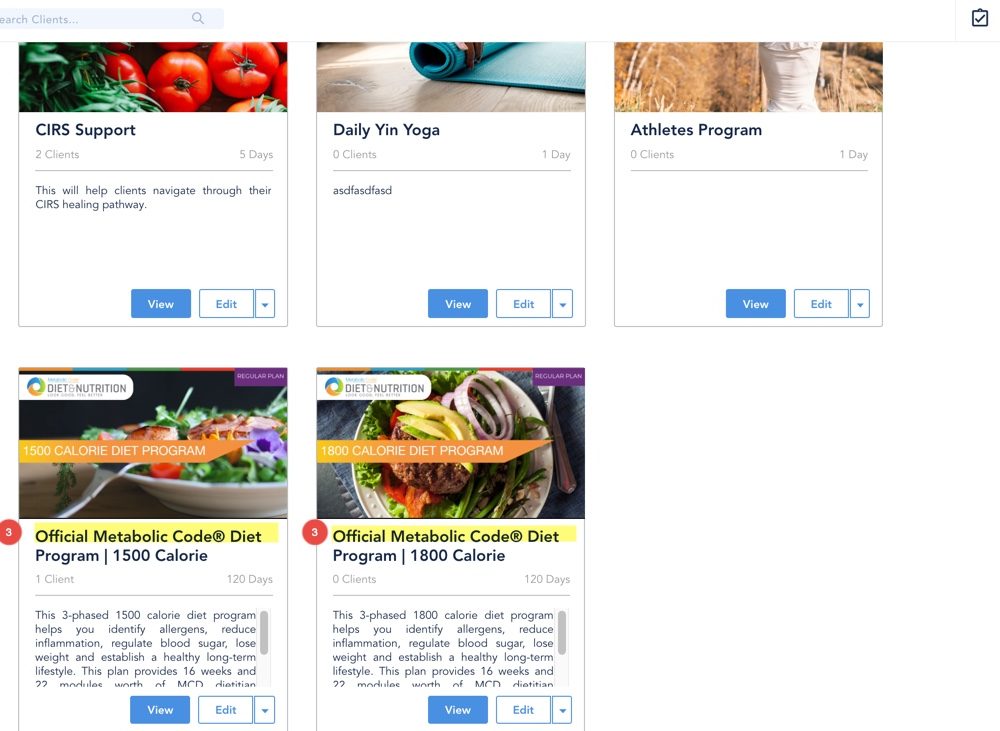 earch Clients...
CIRS Support
2 Clients 5 Days
This will help clients navigate through their
CIRS healing pathway.
View Edit
Daily Yin Yoga
0 Clients 1 Day
asdfasdfasd
View Edit
Athletes Program
0 Clients 1 Day
View Edit
Metabolic Code
DIET&NUTRITION
LOOK GOOD, FEEL BETTER
REGULAR PLAN
1500 CALORIE DIET PROGRAM
3
Official Metabolic Code® Diet
Program | 1500 Calorie
1 Client 120 Days
This 3-phased 1500 calorie diet program
helps you identify allergens, reduce
inflammation, regulate blood sugar, lose
weight and establish a healthy long-term
lifestyle. This plan provides 16 weeks and
22 modules worth of MCD dietitian
View Edit
Metabolic Code
DIET&NUTRITION
LOOK GOOD, FEEL BETTER
REGULAR PLAN
1800 CALORIE DIET PROGRAM
3
Official Metabolic Code® Diet
Program | 1800 Calorie
0 Clients 120 Days
This 3-phased 1800 calorie diet program
helps you identify allergens, reduce
inflammation, regulate blood sugar, lose
weight and establish a healthy long-term
lifestyle. This plan provides 16 weeks and
22 modules worth of MCD dietitian
View Edit